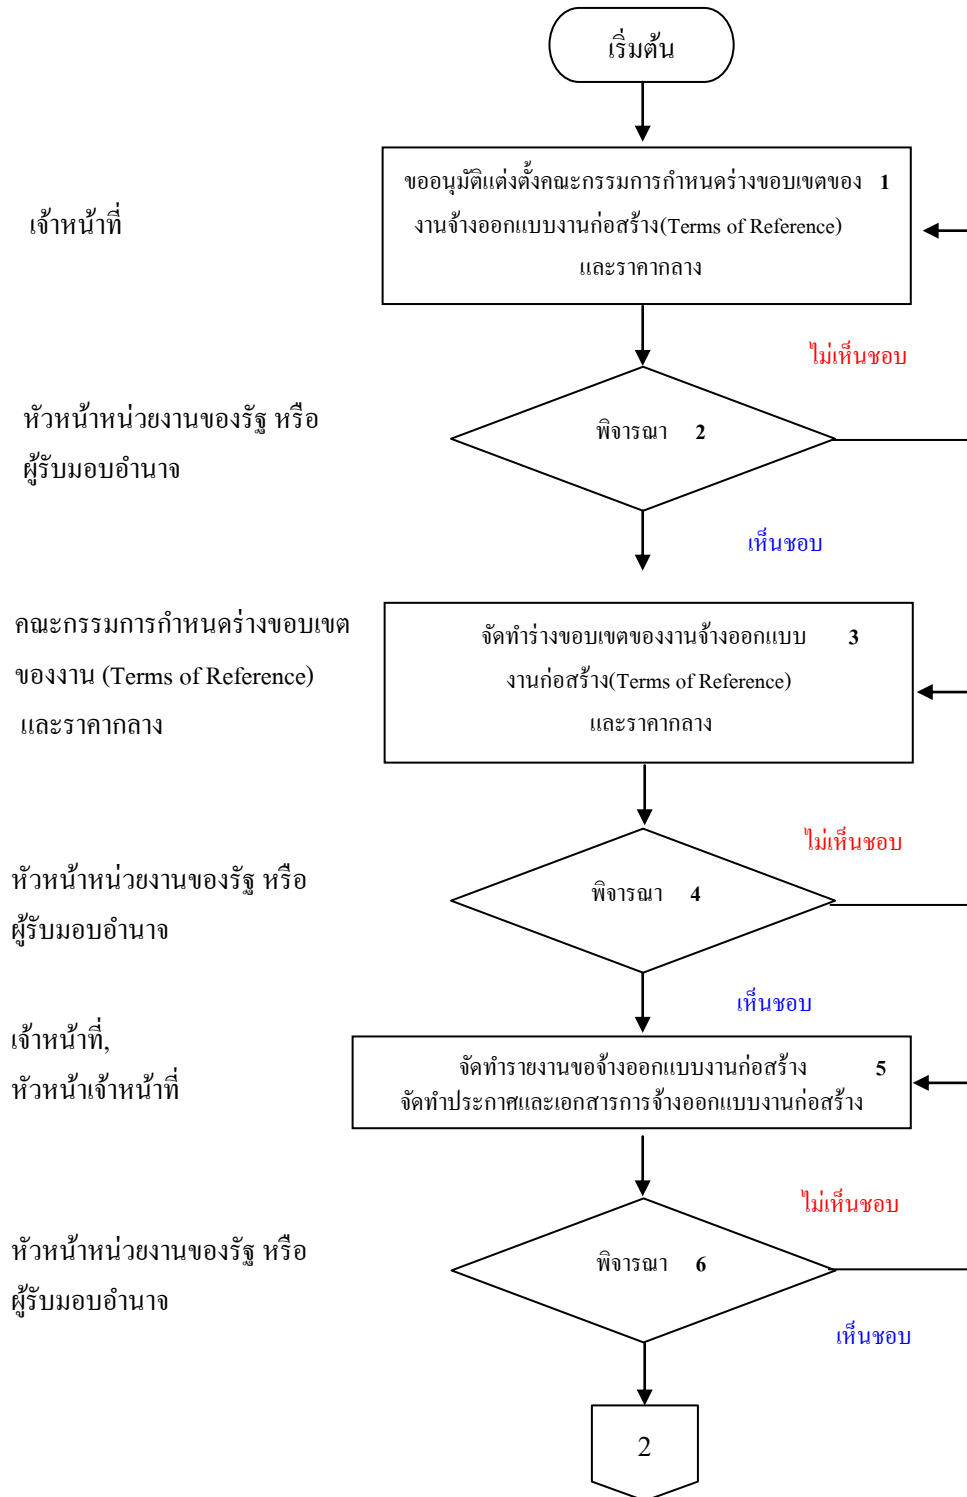 เริ่มต้น
ขออนุมัติแต่งตั้งคณะกรรมการกำหนดร่างขอบเขตของ 1
เจ้าหน้าที่
งานจ้างออกแบบงานก่อสร้าง(Terms of Reference)
และราคากลาง
ไม่เห็นชอบ
หัวหน้าหน่วยงานของรัฐ หรือ
ผู้รับมอบอำนาจ
พิจารณา 2
เห็นชอบ
คณะกรรมการกำหนดร่างขอบเขต
ของงาน (Terms of Reference)
และราคากลาง
จัดทำร่างขอบเขตของงานจ้างออกแบบ 3
งานก่อสร้าง(Terms of Reference)
และราคากลาง
ไม่เห็นชอบ
หัวหน้าหน่วยงานของรัฐ หรือ
ผู้รับมอบอำนาจ
พิจารณา 4
เห็นชอบ
เจ้าหน้าที่,
หัวหน้าเจ้าหน้าที่
จัดทำรายงานขอจ้างออกแบบงานก่อสร้าง 5
จัดทำประกาศและเอกสารการจ้างออกแบบงานก่อสร้าง
ไม่เห็นชอบ
หัวหน้าหน่วยงานของรัฐ หรือ
ผู้รับมอบอำนาจ
พิจารณา 6
เห็นชอบ
2